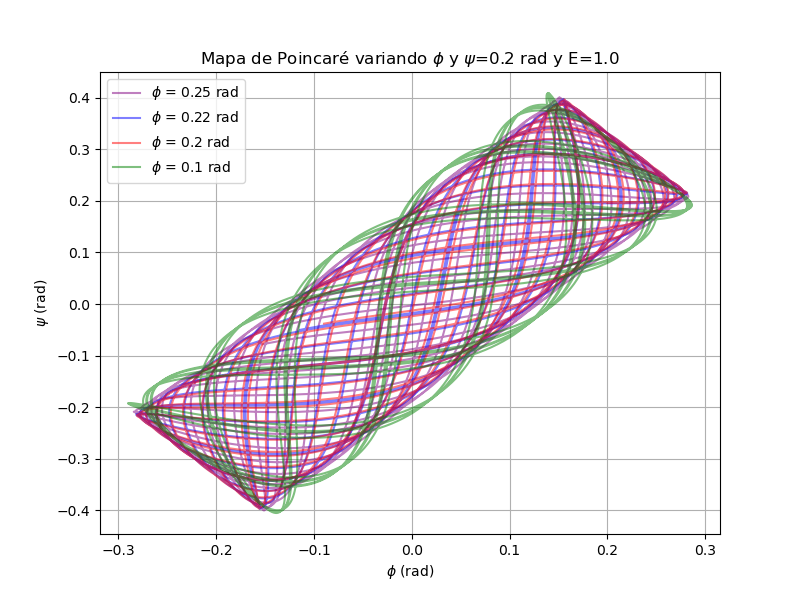 Mapa de Poincaré variando ϕ y ψ=0.2 rad y E=1.0
ϕ = 0.25 rad
ϕ = 0.22 rad
ϕ = 0.2 rad
ϕ = 0.1 rad
0.4
0.3
0.2
0.1
0.0
−0.1
−0.2
−0.3
−0.4
ψ (rad)
−0.3 −0.2 −0.1 0.0 0.1 0.2 0.3
ϕ (rad)